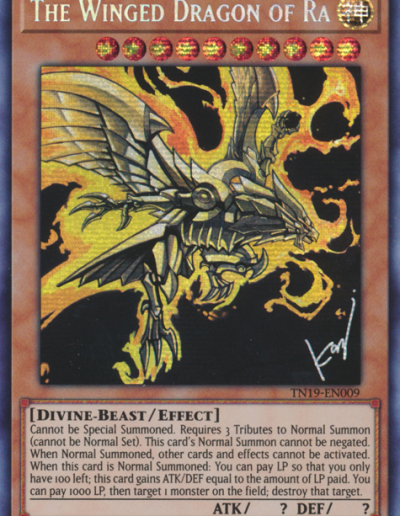 The Winged Dragon of Ra 神
TN19-EN009
[Divine-Beast/Effect]
Cannot be Special Summoned. Requires 3 Tributes to Normal Summon
(cannot be Normal Set). This card's Normal Summon cannot be negated.
When Normal Summoned, other cards and effects cannot be activated.
When this card is Normal Summoned: You can pay LP so that you only
have 100 left; this card gains ATK/DEF equal to the amount of LP paid. You
can pay 1000 LP, then target 1 monster on the field; destroy that target.
ATK/ ? DEF/ ?